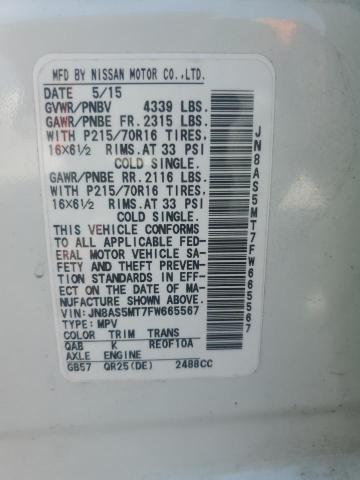 MFD BY NISSAN MOTOR CO.,LTD.
DATE 5/15
GVWR/PNBV 4339 LBS.
GAWR/PNBE FR. 2315 LBS.
WITH P215/70R16 TIRES,
16X6½ RIMS.AT 33 PSI
COLD SINGLE.
GAWR/PNBE RR. 2116 LBS.
WITH P215/70R16 TIRES,
16X6½ RIMS.AT 33 PSI
COLD SINGLE.
THIS VEHICLE CONFORMS
TO ALL APPLICABLE FED-
ERAL MOTOR VEHICLE SA-
FETY AND THEFT PREVENTION
STANDARDS IN EFFECT
ON THE DATE OF MA-
NUFACTURE SHOWN ABOVE.
VIN: JN8AS5MT7FW665567
TYPE: MPV
COLOR TRIM TRANS
QAB K RE0F10A
AXLE ENGINE
GB57 QR25(DE) 2488CC
JN8AS5MT7FW665567